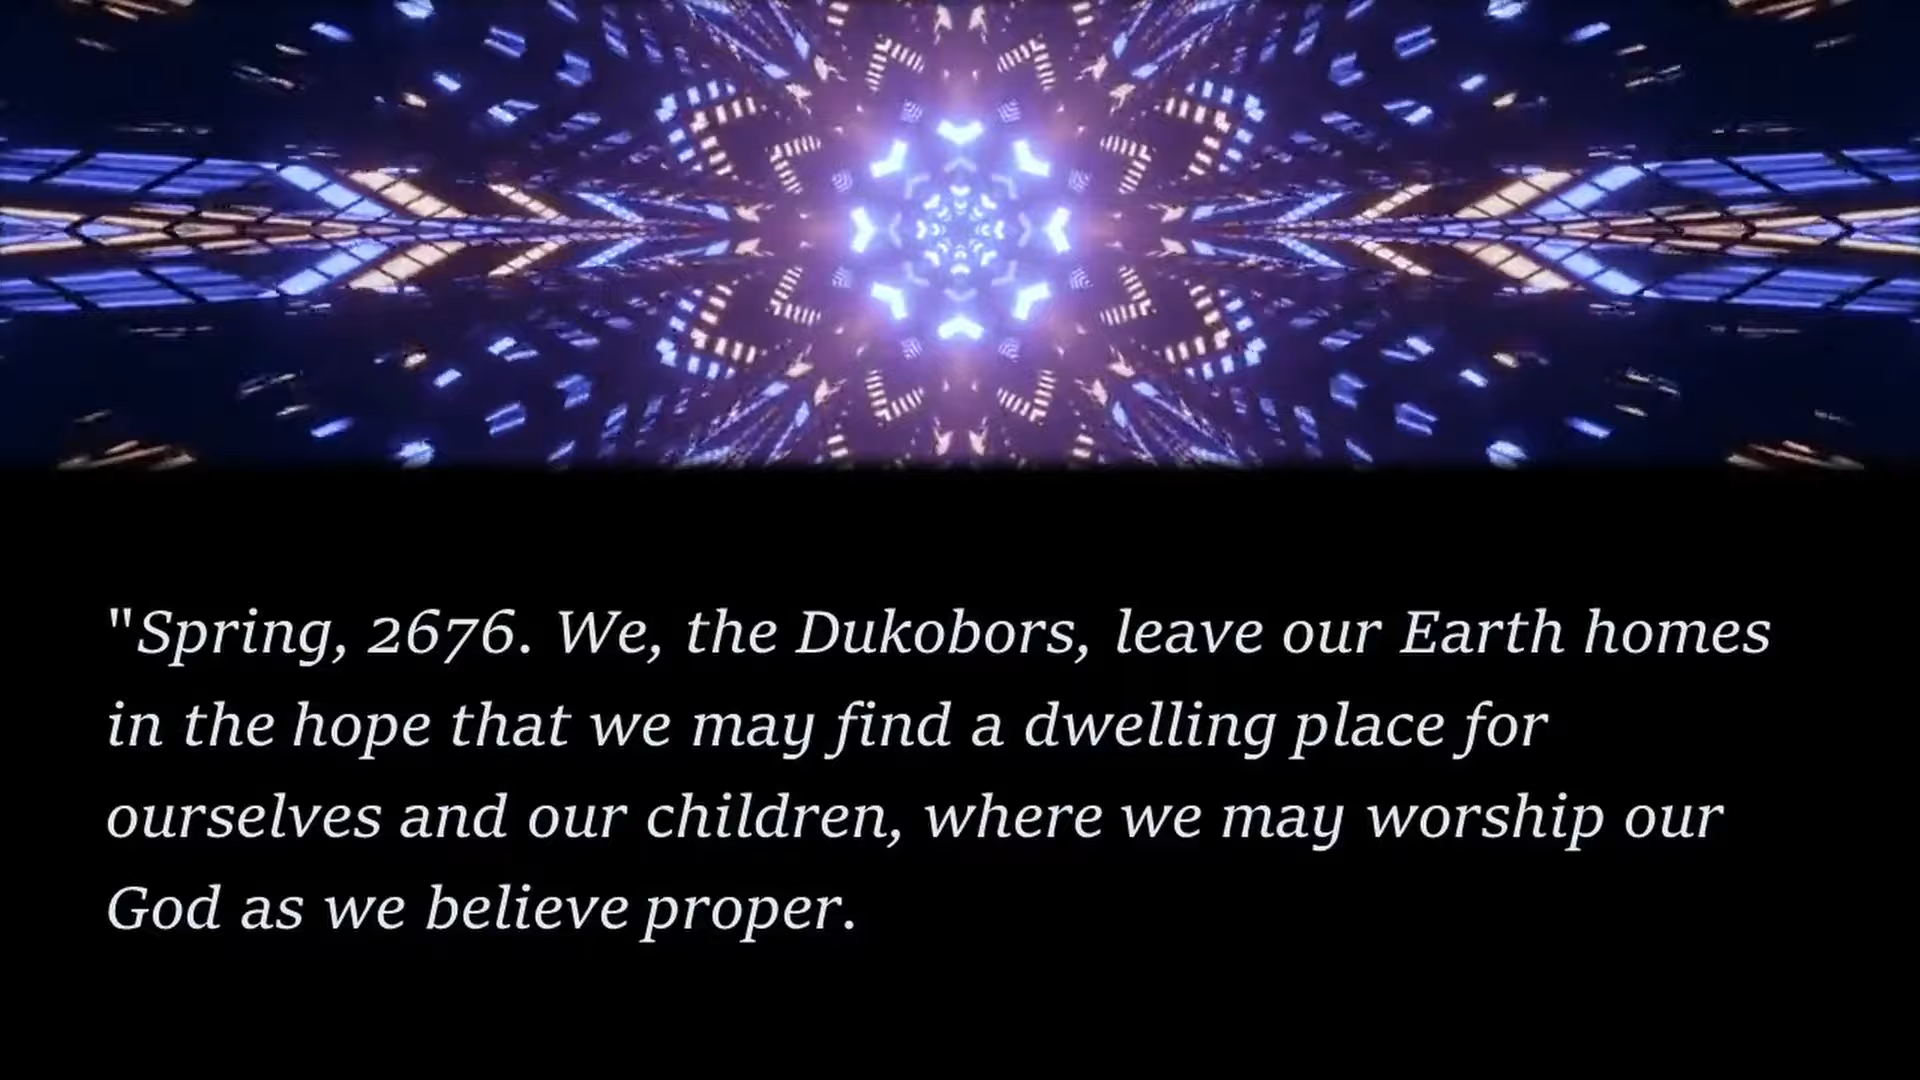 "Spring, 2676. We, the Dukobors, leave our Earth homes
in the hope that we may find a dwelling place for
ourselves and our children, where we may worship our
God as we believe proper.